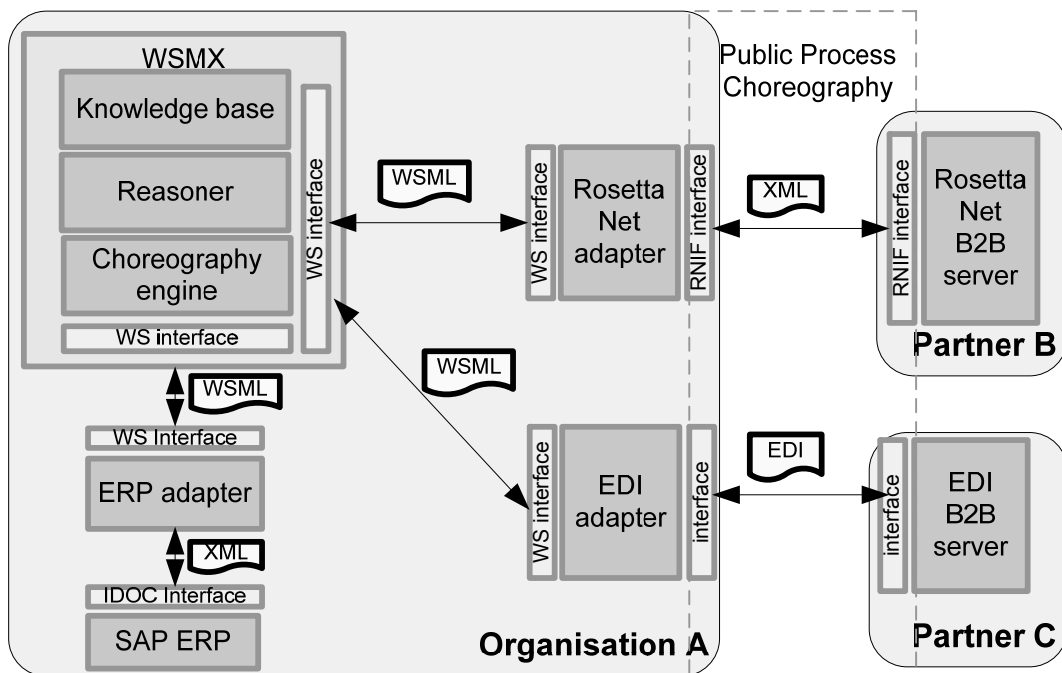 WSMX
Knowledge base
Reasoner
Choreography
engine
WS interface
WS interface
WSML
WS Interface
ERP adapter
XML
IDOC Interface
SAP ERP
WSML
WSML
WS interface
Rosetta
Net
adapter
RNIF interface
WS interface
EDI
adapter
interface
Organisation A
Public Process
Choreography
XML
EDI
RNIF interface
Rosetta
Net
B2B
server
Partner B
interface
EDI
B2B
server
Partner C